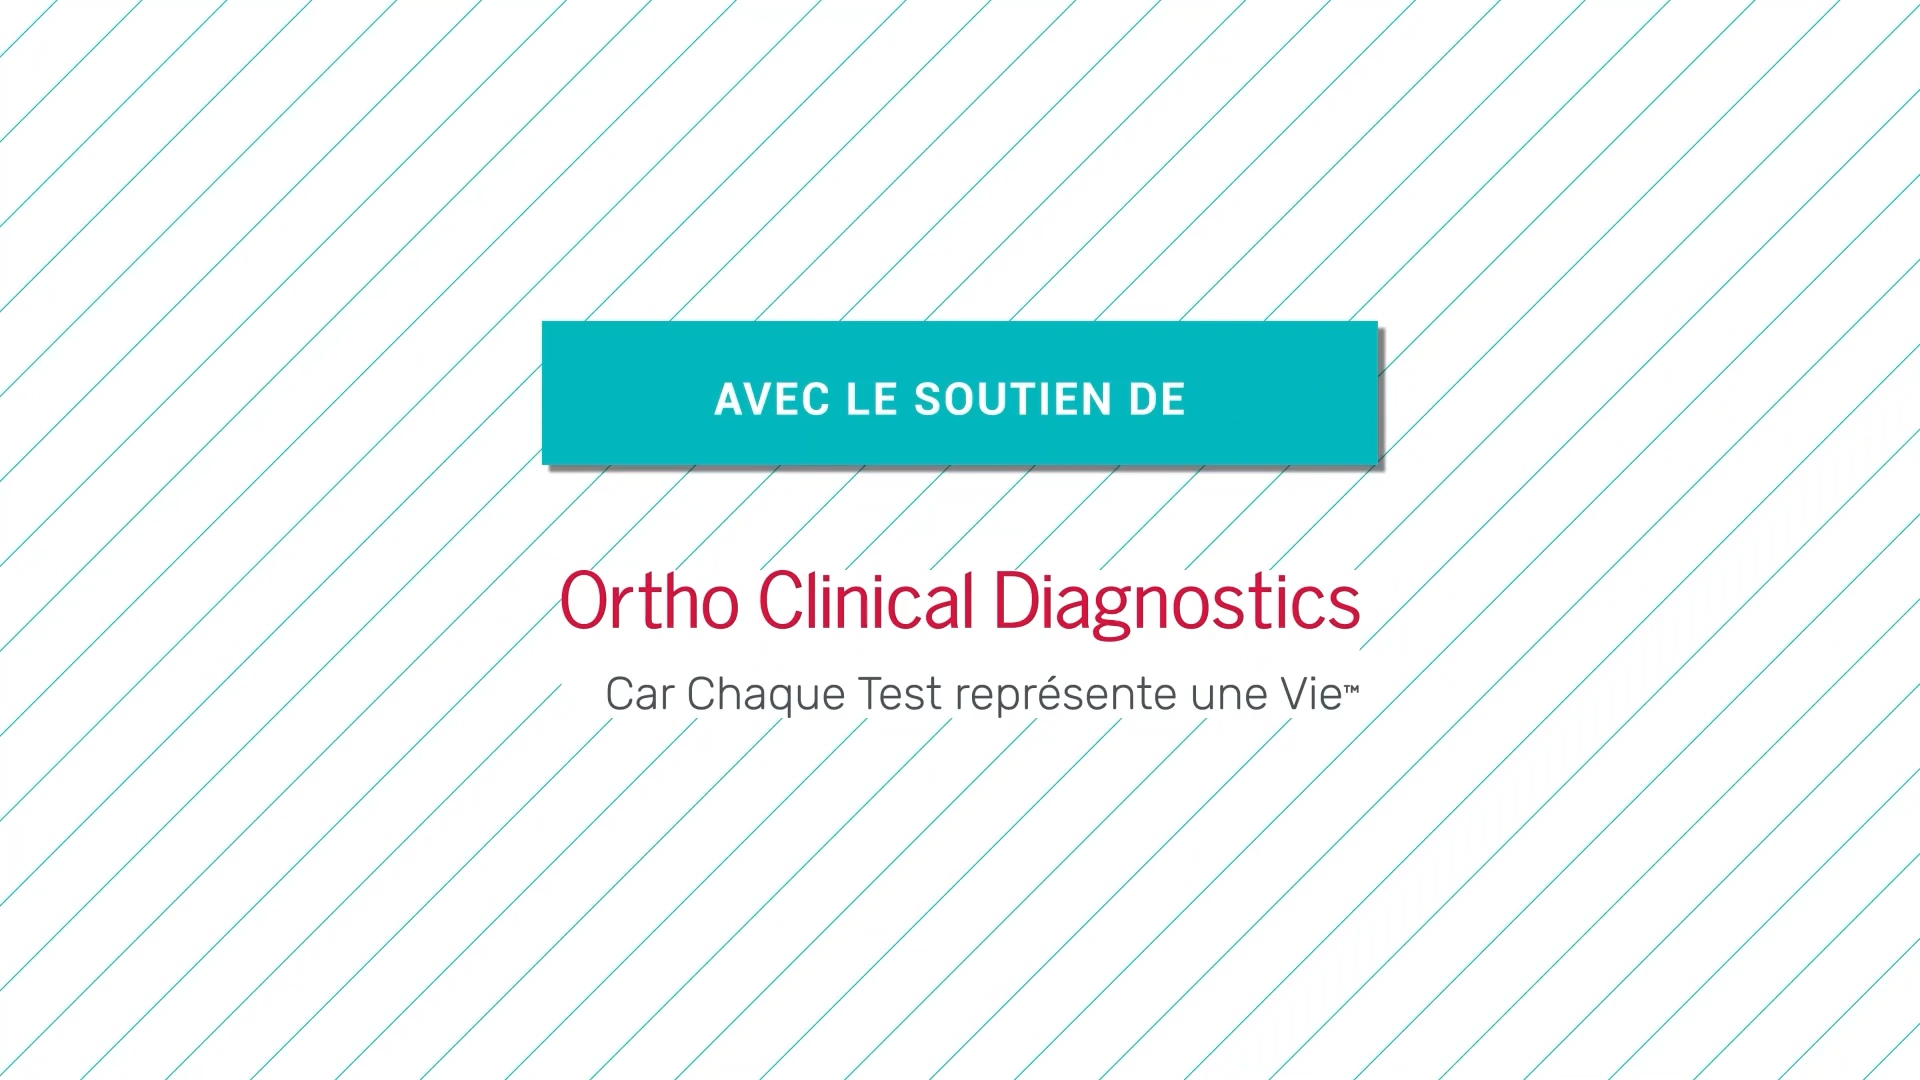 AVEC LE SOUTIEN DE
Ortho Clinical Diagnostics
Car Chaque Test représente une Vie™